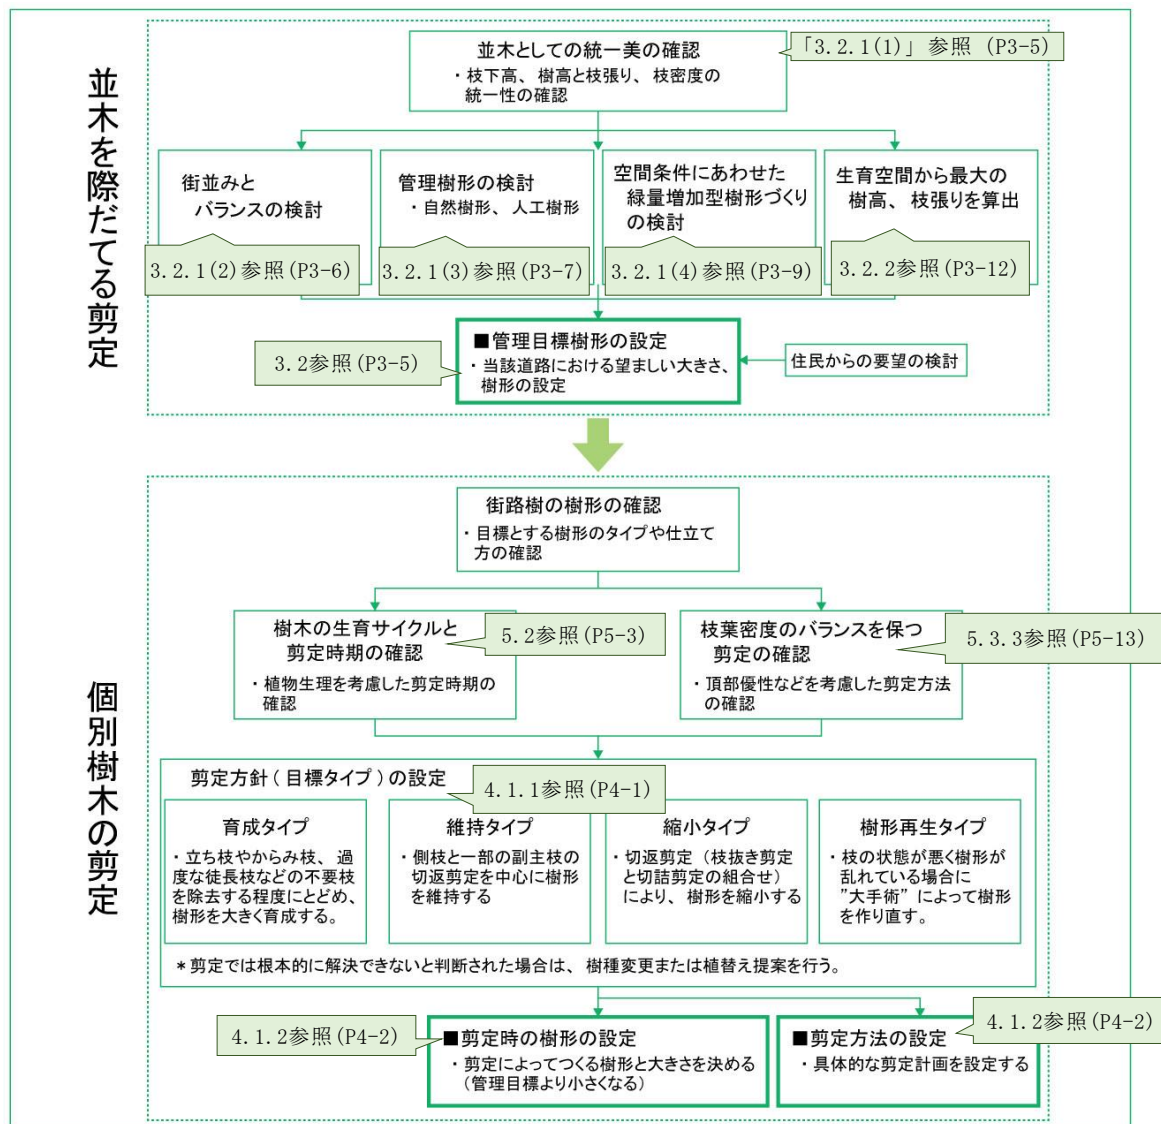 並木を際だてる剪定
並木としての統一美の確認
・枝下高、樹高と枝張り、枝密度の
統一性の確認
「3.2.1(1)」参照 (P3-5)
街並みと
バランスの検討
3.2.1(2)参照(P3-6)
管理樹形の検討
・自然樹形、人工樹形
3.2.1(3)参照(P3-7)
空間条件にあわせた
緑量増加型樹形づくり
の検討
3.2.1(4)参照(P3-9)
生育空間から最大の
樹高、枝張りを算出
3.2.2参照(P3-12)
■管理目標樹形の設定
・当該道路における望ましい大きさ、
樹形の設定
3.2参照(P3-5)
住民からの要望の検討
個別樹木の剪定
街路樹の樹形の確認
・目標とする樹形のタイプや仕立て
方の確認
樹木の生育サイクルと
剪定時期の確認
・植物生理を考慮した剪定時期の
確認
5.2参照(P5-3)
枝葉密度のバランスを保つ
剪定の確認
・頂部優性などを考慮した剪定方法
の確認
5.3.3参照(P5-13)
剪定方針(目標タイプ)の設定
4.1.1参照(P4-1)
育成タイプ
・立ち枝やからみ枝、過
度な徒長枝などの不要枝
を除去する程度にとどめ、
樹形を大きく育成する。
維持タイプ
・側枝と一部の副主枝の
切返剪定を中心に樹形
を維持する
縮小タイプ
・切返剪定(枝抜き剪定
と切詰剪定の組合せ)
により、樹形を縮小する
樹形再生タイプ
・枝の状態が悪く樹形が
乱れている場合に
”大手術”によって樹形
を作り直す。
＊剪定では根本的に解決できないと判断された場合は、樹種変更または植替え提案を行う。
4.1.2参照(P4-2)
■剪定時の樹形の設定
・剪定によってつくる樹形と大きさを決める
(管理目標より小さくなる)
■剪定方法の設定
・具体的な剪定計画を設定する
4.1.2参照(P4-2)